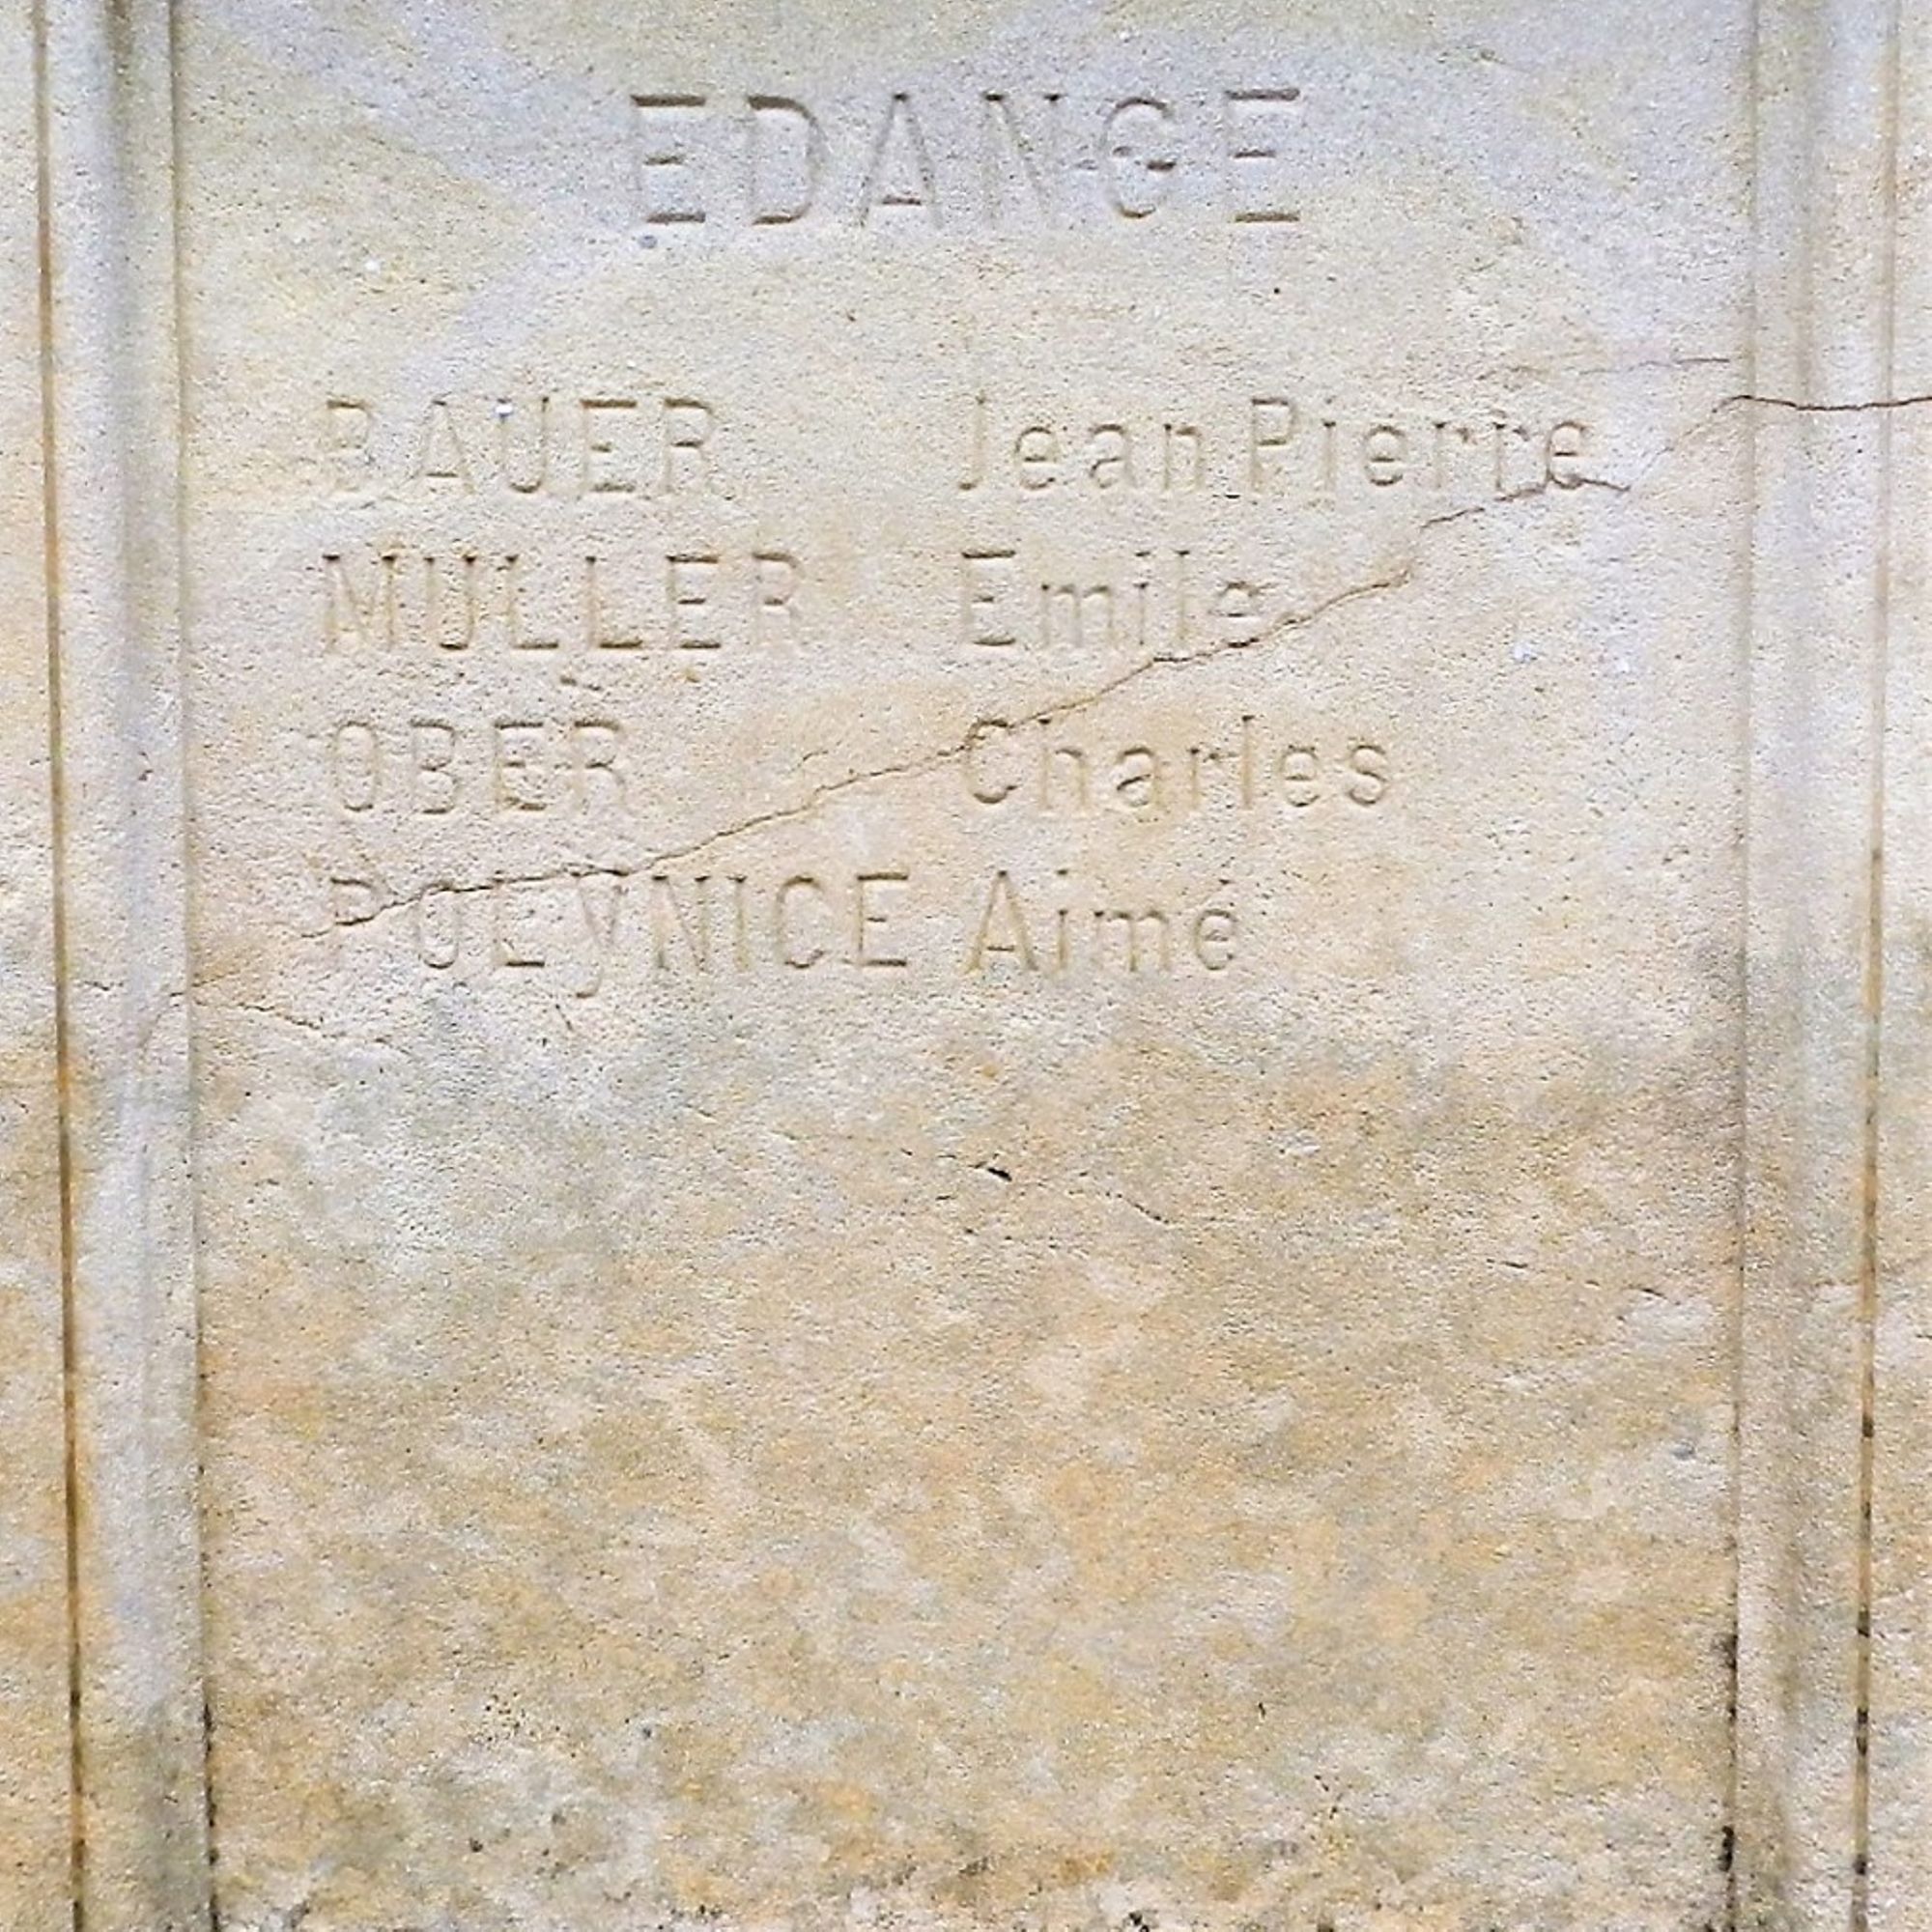 EDANGE
BAUER Jean Pierre
MULLER Emile
OBER Charles
POLYNICE Aimé